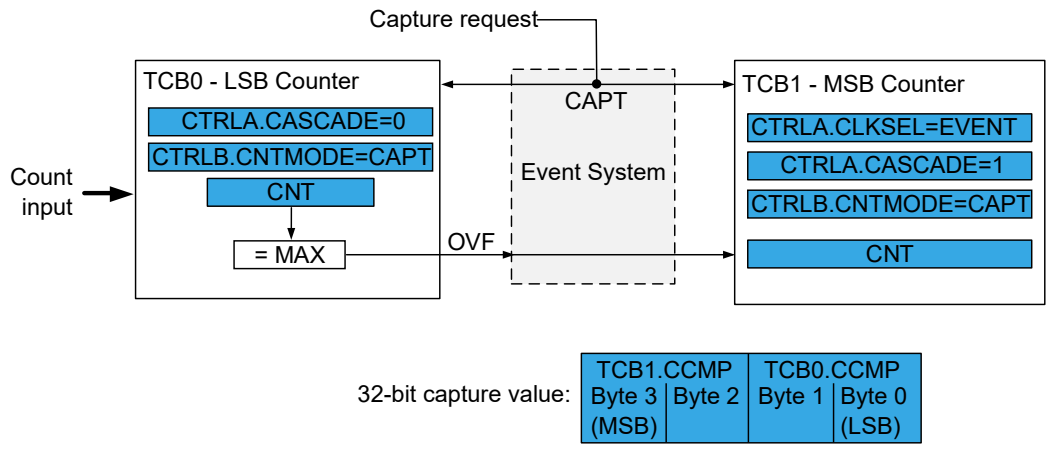 Capture request
TCB0 - LSB Counter
CTRLA.CASCADE=0
CTRLB.CNTMODE=CAPT
CNT
= MAX
Count
input
OVF
CAPT
Event System
TCB1 - MSB Counter
CTRLA.CLKSEL=EVENT
CTRLA.CASCADE=1
CTRLB.CNTMODE=CAPT
CNT
32-bit capture value:
TCB1.CCMP TCB0.CCMP
Byte 3 Byte 2 Byte 1 Byte 0
(MSB) (LSB)